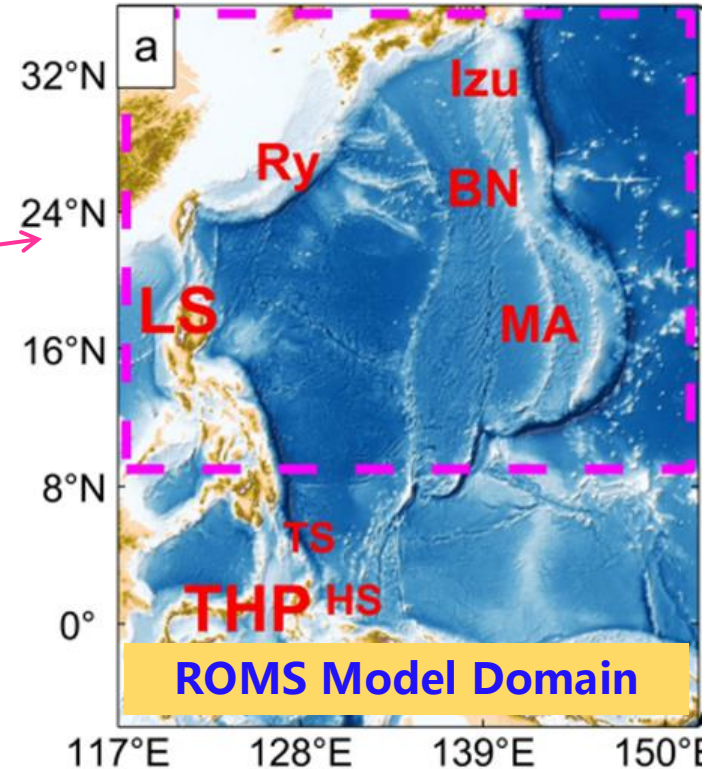 a
32°N
Izu
Ry
BN
24°N
LS
MA
16°N
8°N
TS
THP HS
0°
ROMS Model Domain
117°E 128°E 139°E 150°E